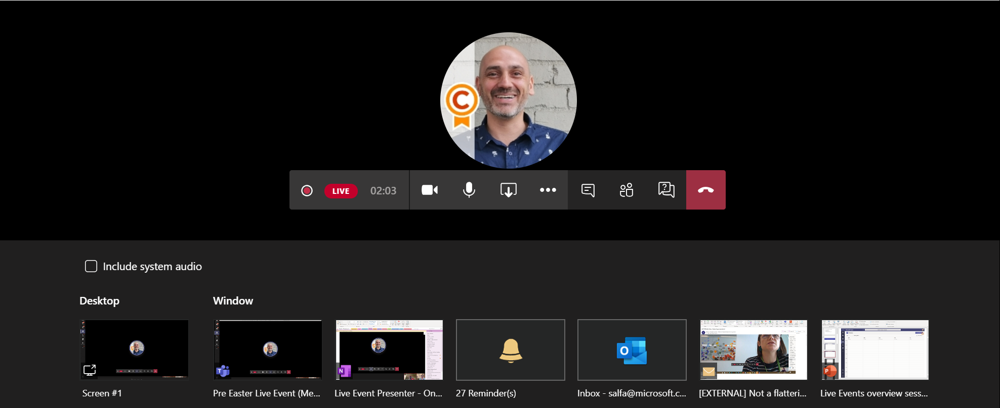 C
LIVE 02:03
Include system audio
Desktop
Window
Screen #1
Pre Easter Live Event (Me...
Live Event Presenter - On...
27 Reminder(s)
Inbox - salfa@microsoft.c...
[EXTERNAL] Not a flatteri...
Live Events overview sess...